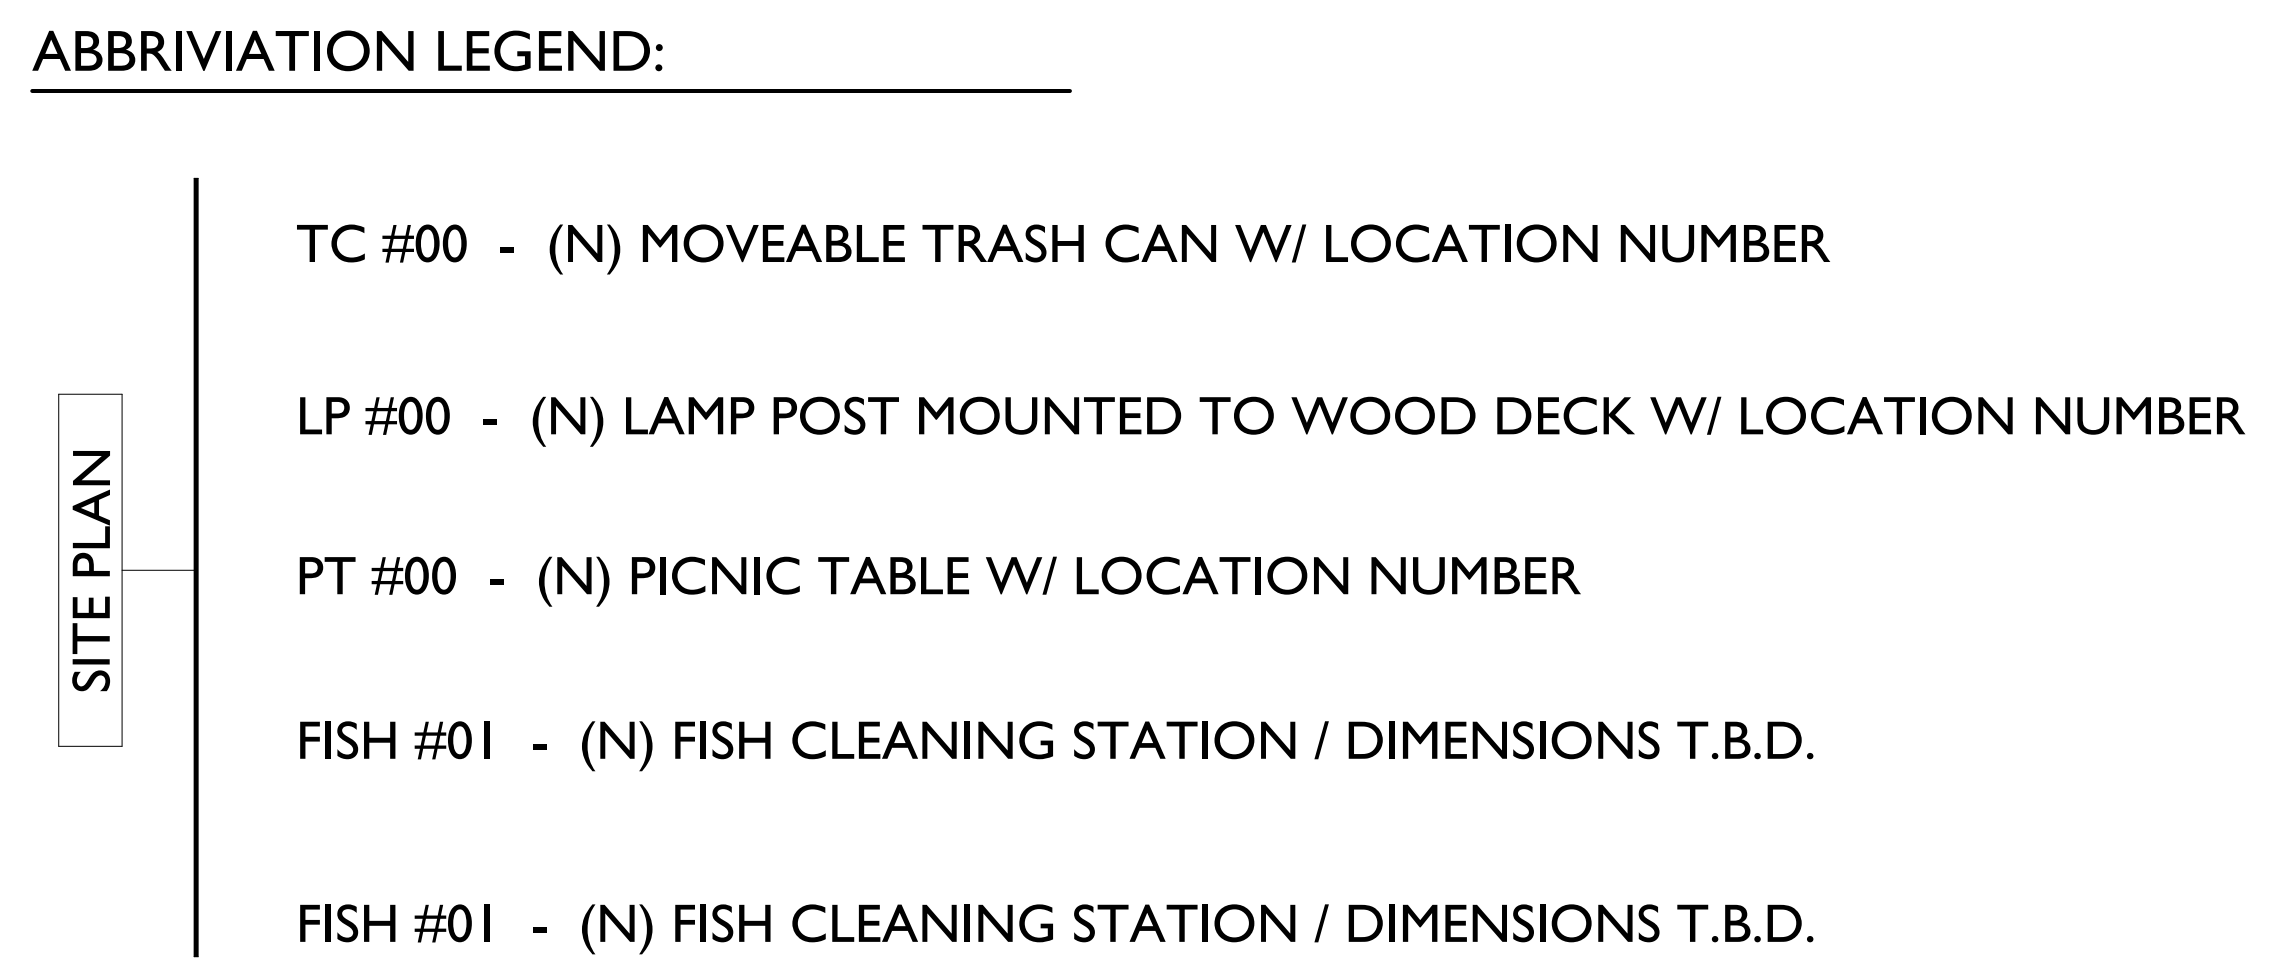 ABBRIVIATION LEGEND:
TC #00 - (N) MOVEABLE TRASH CAN W/ LOCATION NUMBER
LP #00 - (N) LAMP POST MOUNTED TO WOOD DECK W/ LOCATION NUMBER
SITE PLAN
PT #00 - (N) PICNIC TABLE W/ LOCATION NUMBER
FISH #01 - (N) FISH CLEANING STATION / DIMENSIONS T.B.D.
FISH #01 - (N) FISH CLEANING STATION / DIMENSIONS T.B.D.